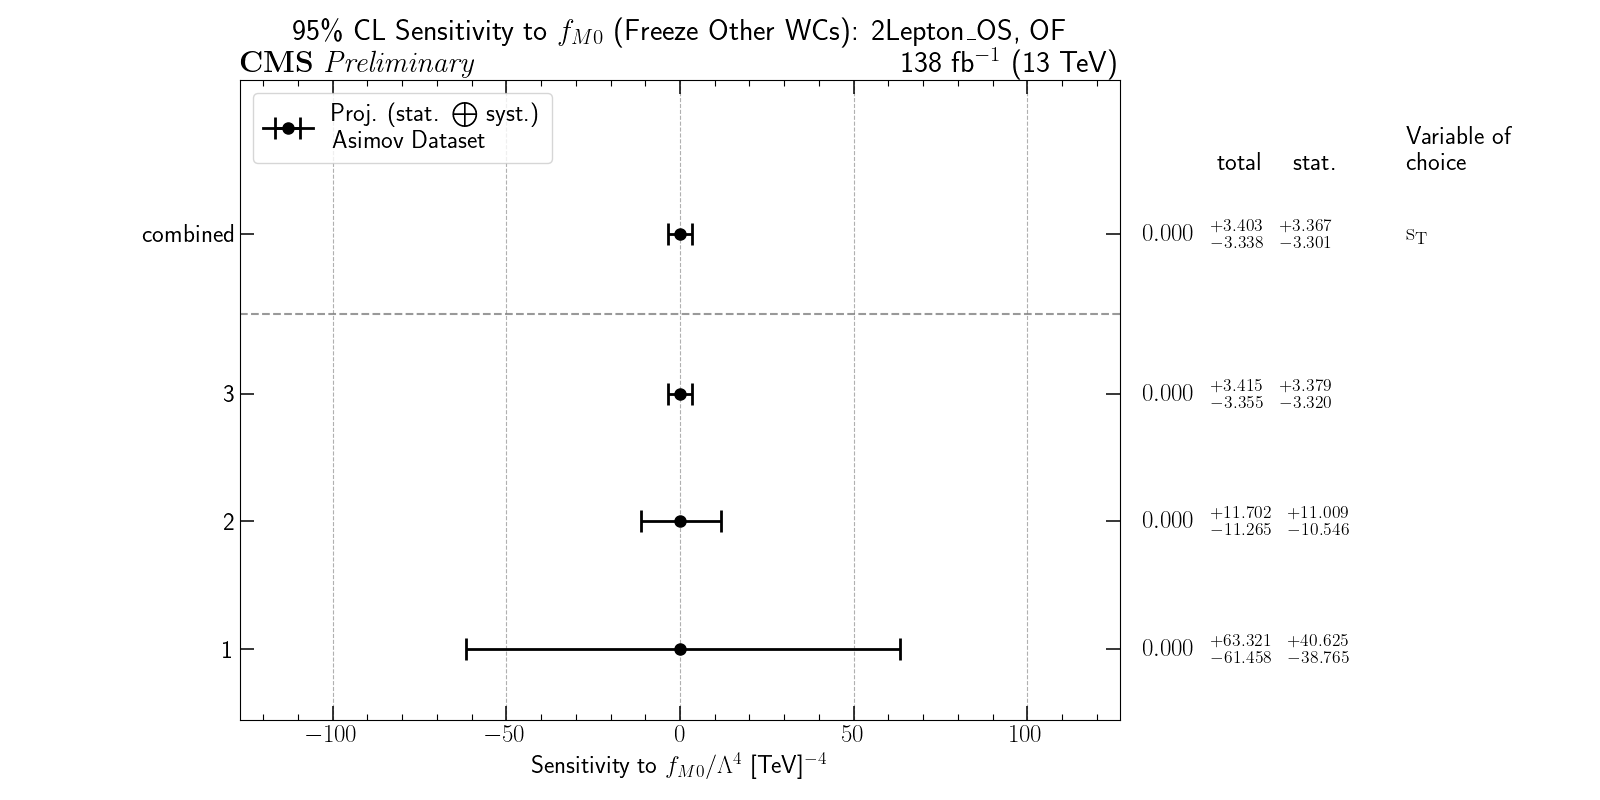 95% CL Sensitivity to f_{M0} (Freeze Other WCs): 2Lepton_OS, OF
CMS Preliminary 138 fb^{−1} (13 TeV)
Proj. (stat. ⨁ syst.)
Asimov Dataset
Variable of
total stat. choice
combined 0.000 +3.403 −3.338 +3.367 −3.301 s_T
3 0.000 +3.415 −3.355 +3.379 −3.320
2 0.000 +11.702 −11.265 +11.009 −10.546
1 0.000 +63.321 −61.458 +40.625 −38.765
−100 −50 0 50 100
Sensitivity to f_{M0}/Λ^4 [TeV]^{−4}